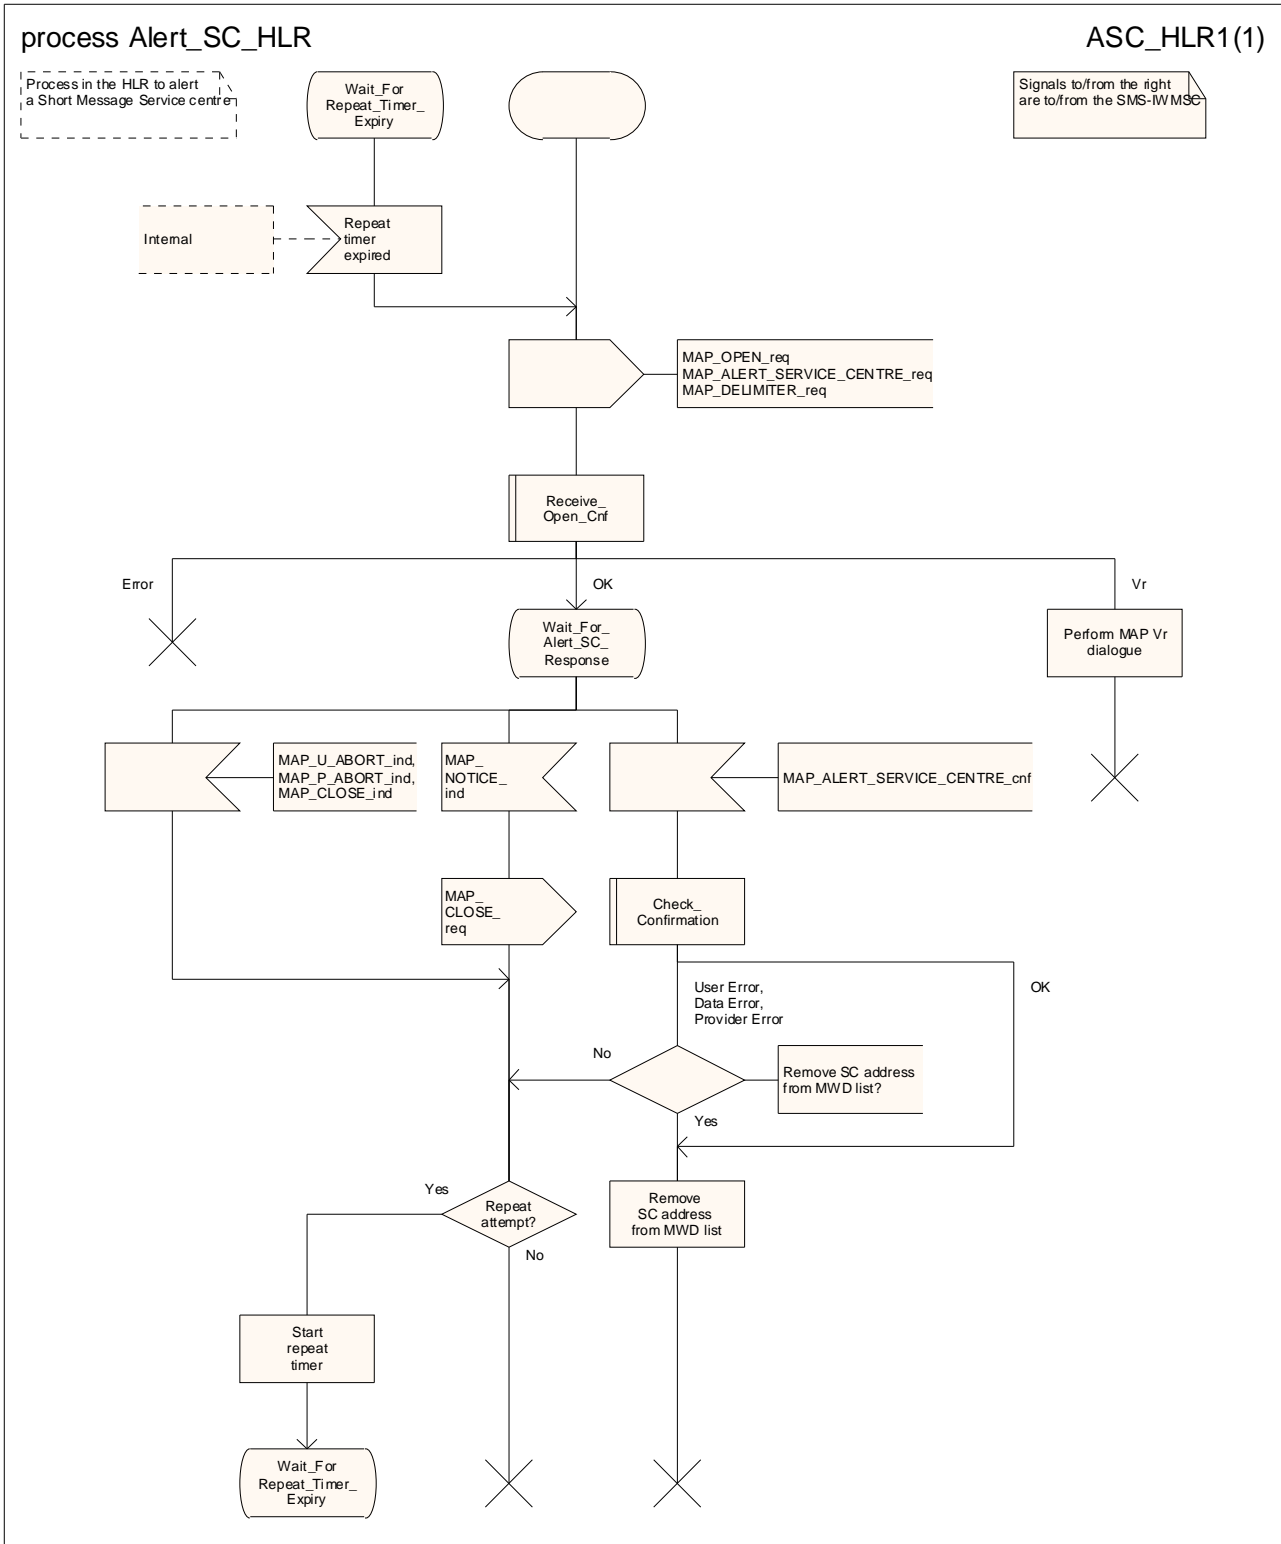 process Alert_SC_HLR
ASC_HLR1(1)
Process in the HLR to alert
a Short Message Service centre
Wait_For
Repeat_Timer_
Expiry
Signals to/from the right
are to/from the SMS-IWMSC
Internal
Repeat
timer
expired
MAP_OPEN_req
MAP_ALERT_SERVICE_CENTRE_req
MAP_DELIMITER_req
Receive_
Open_Cnf
Error
OK
Vr
Wait_For_
Alert_SC_
Response
Perform MAP Vr
dialogue
MAP_U_ABORT_ind,
MAP_P_ABORT_ind,
MAP_CLOSE_ind
MAP_
NOTICE_
ind
MAP_ALERT_SERVICE_CENTRE_cnf
MAP_
CLOSE_
req
Check_
Confirmation
User Error,
Data Error,
Provider Error
OK
No
Remove SC address
from MWD list?
Yes
Yes
Repeat
attempt?
No
Remove
SC address
from MWD list
Start
repeat
timer
Wait_For
Repeat_Timer_
Expiry